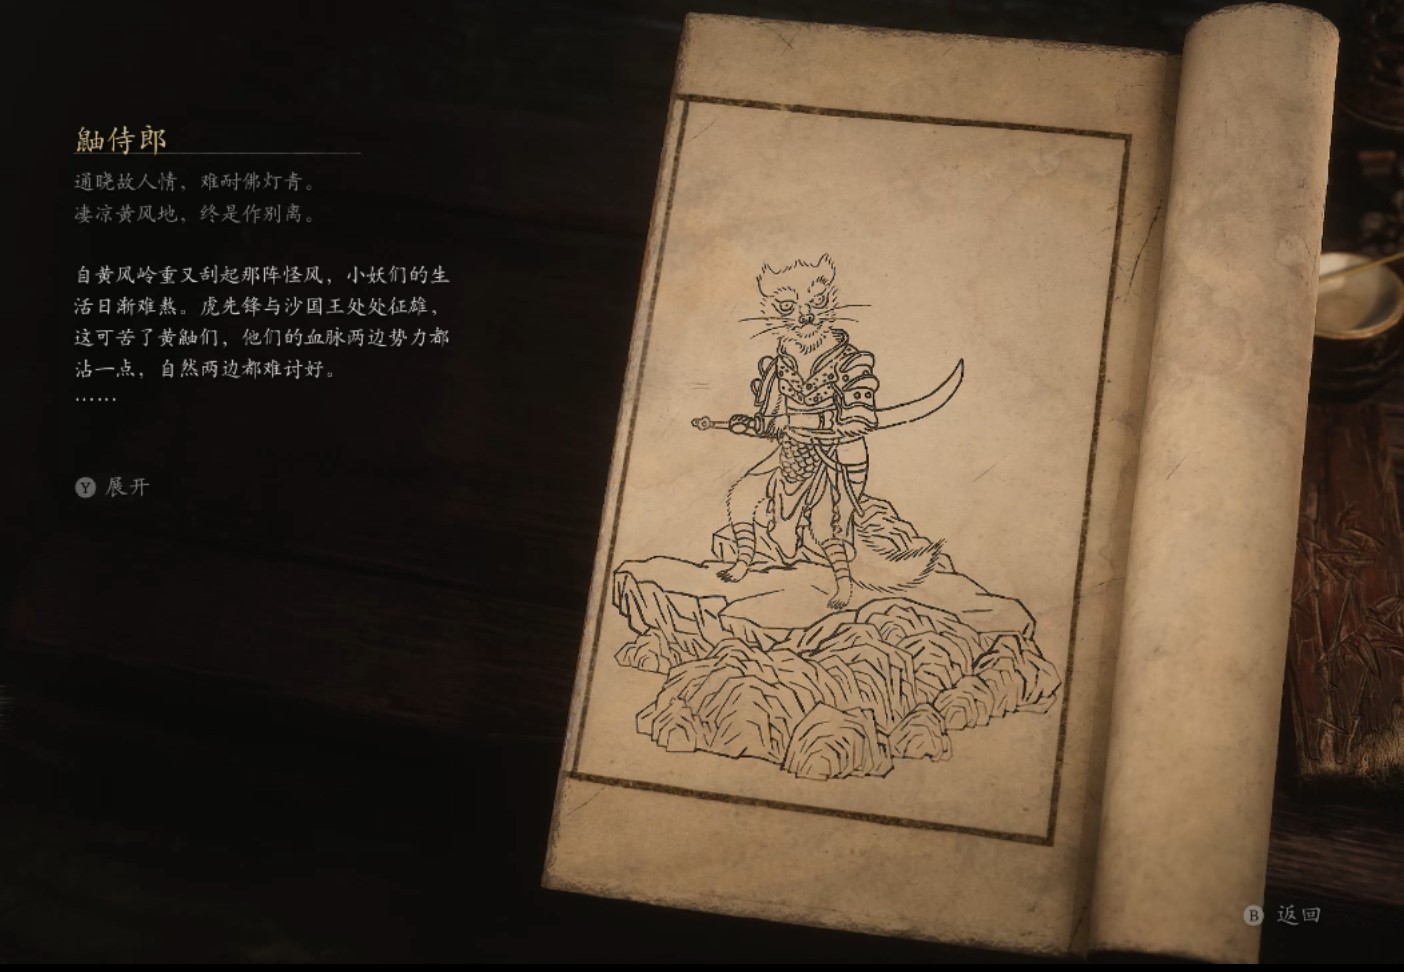 鼬侍郎
通晓故人情，难耐佛灯青。
凄凉黄风地，终是作别离。
自黄风岭重又刮起那阵怪风，小妖们的生
活日渐难熬。虎先锋与沙国王处处征雄，
这可苦了黄鼬们，他们的血脉两边势力都
沾一点，自然两边都难讨好。
……
Y 展开
B 返回